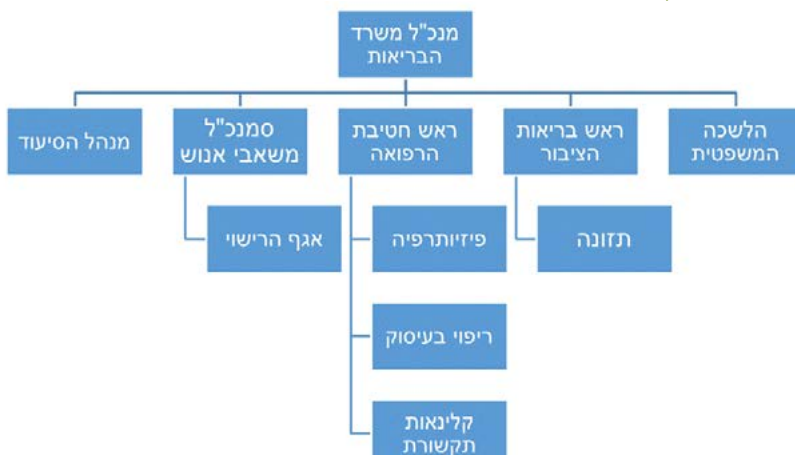 מנכ"ל משרד
הבריאות
הלשכה
המשפטית
ראש בריאות
הציבור
ראש חטיבת
הרפואה
סמנכ"ל
משאבי אנוש
מנהל הסיעוד
תזונה
פיזיותרפיה
אגף הרישוי
ריפוי בעיסוק
קלינאות
תקשורת